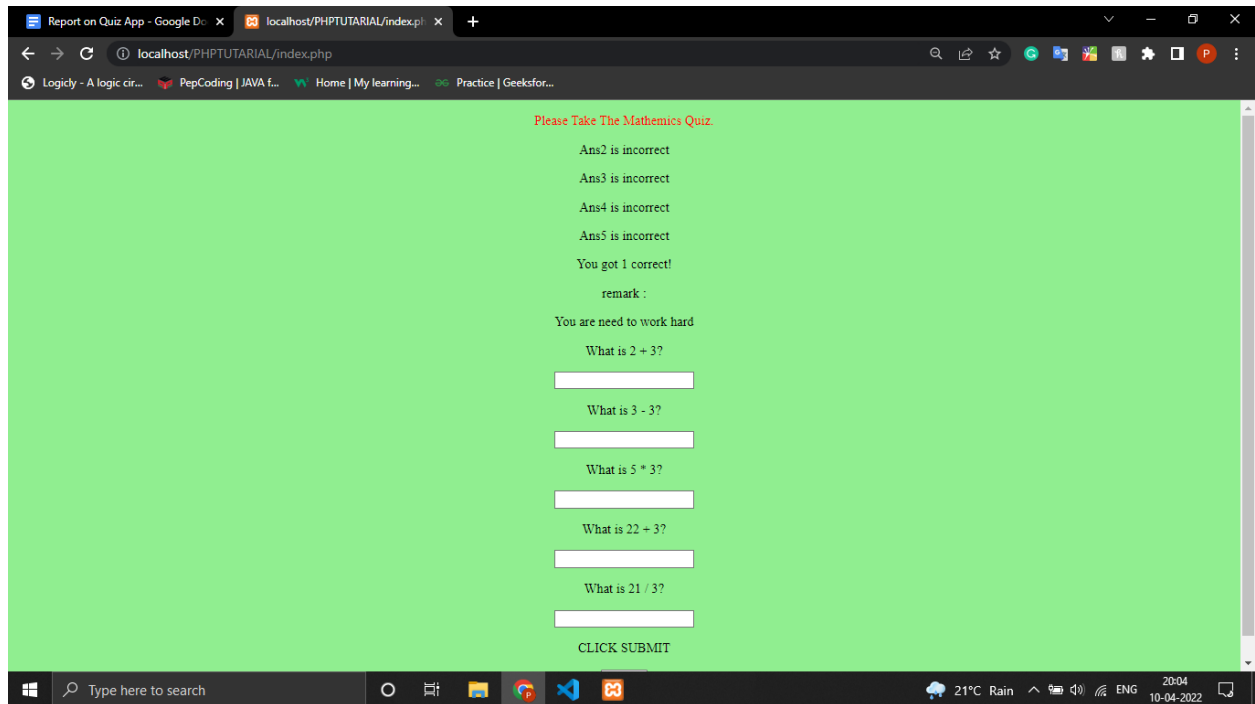 Report on Quiz App - Google Do
localhost/PHPTUTARIAL/index.ph
localhost/PHPTUTARIAL/index.php
P
Logicly - A logic cir...
PepCoding | JAVA f...
Home | My learning...
Practice | Geeksfor...
Please Take The Mathemics Quiz.
Ans2 is incorrect
Ans3 is incorrect
Ans4 is incorrect
Ans5 is incorrect
You got 1 correct!
remark :
You are need to work hard
What is 2 + 3?
What is 3 - 3?
What is 5 * 3?
What is 22 + 3?
What is 21 / 3?
CLICK SUBMIT
Type here to search
21°C Rain
ENG
20:04
10-04-2022